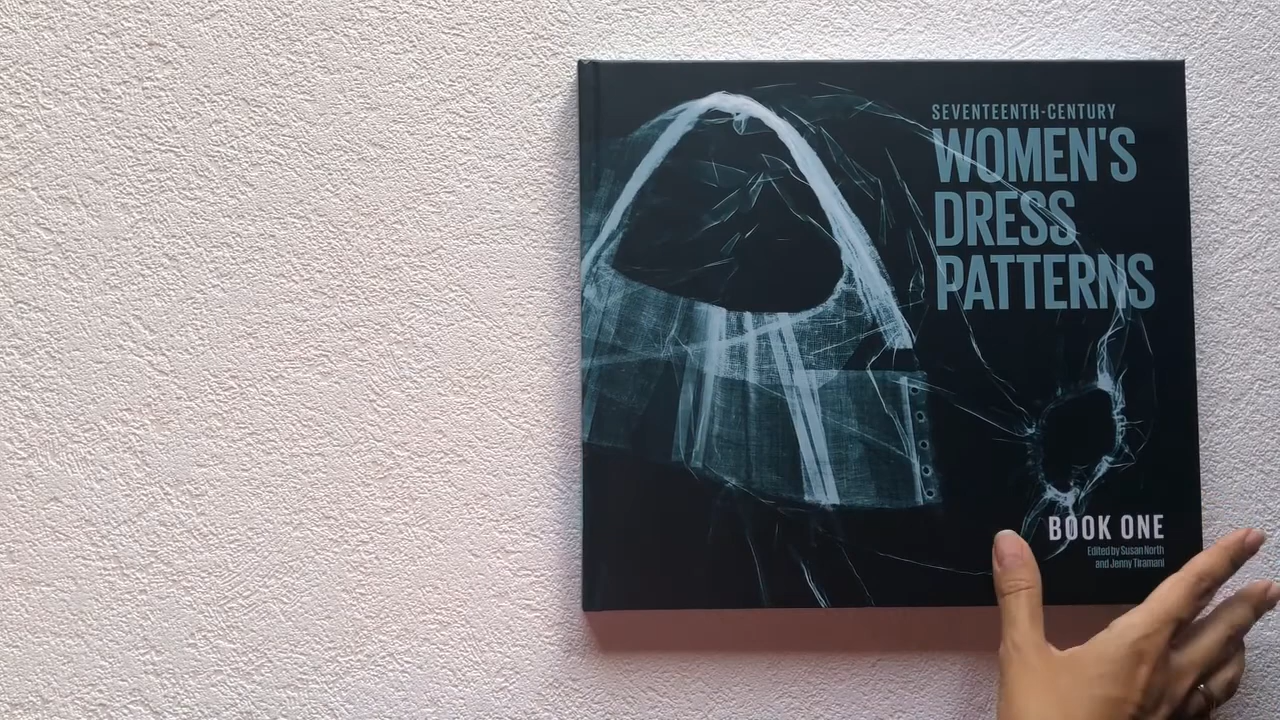 SEVENTEENTH-CENTURY
WOMEN'S
DRESS
PATTERNS
BOOK ONE
Edited by Susan North
and Jenny Tiramani